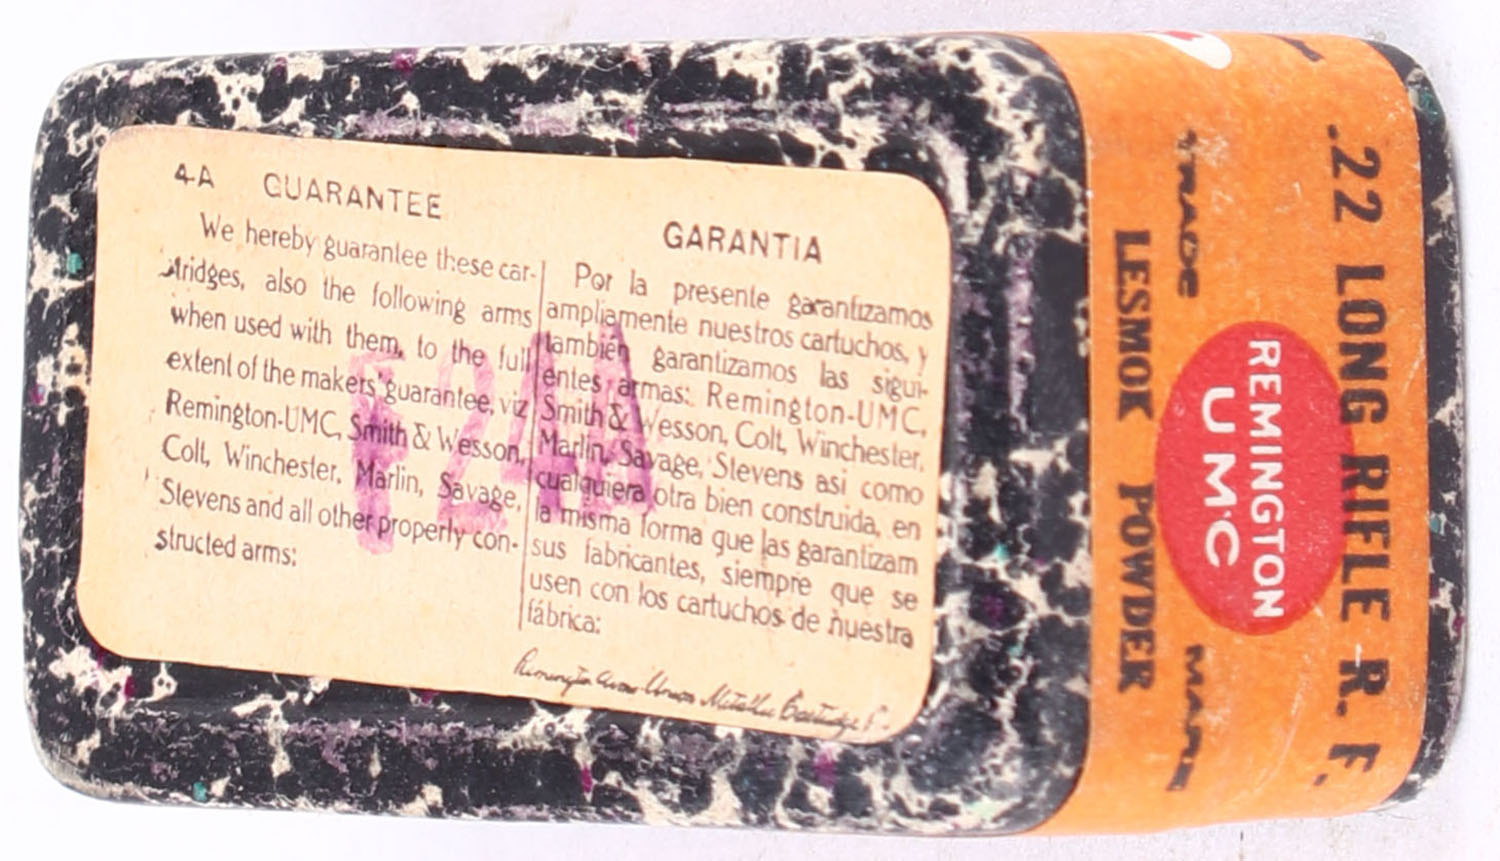 4-A GUARANTEE
We hereby guarantee these car-
tridges, also the following arms
when used with them, to the full
extent of the makers' guarantee, viz
Remington-UMC, Smith & Wesson,
Colt, Winchester, Marlin, Savage,
Stevens and all other properly con-
structed arms:
GARANTIA
Por la presente garantizamos
ampliamente nuestros cartuchos, y
también garantizamos las sigui-
entes armas: Remington-UMC,
Smith & Wesson, Colt, Winchester,
Marlin, Savage, Stevens asi como
cualquiera otra bien construida, en
la misma forma que las garantizam
sus fabricantes, siempre que se
usen con los cartuchos de nuestra
fábrica:
Remington Arms Union Metallic Cartridge
.22 LONG RIFLE R. F.
REMINGTON
UMC
TRADE MARK
LESMOK POWDER